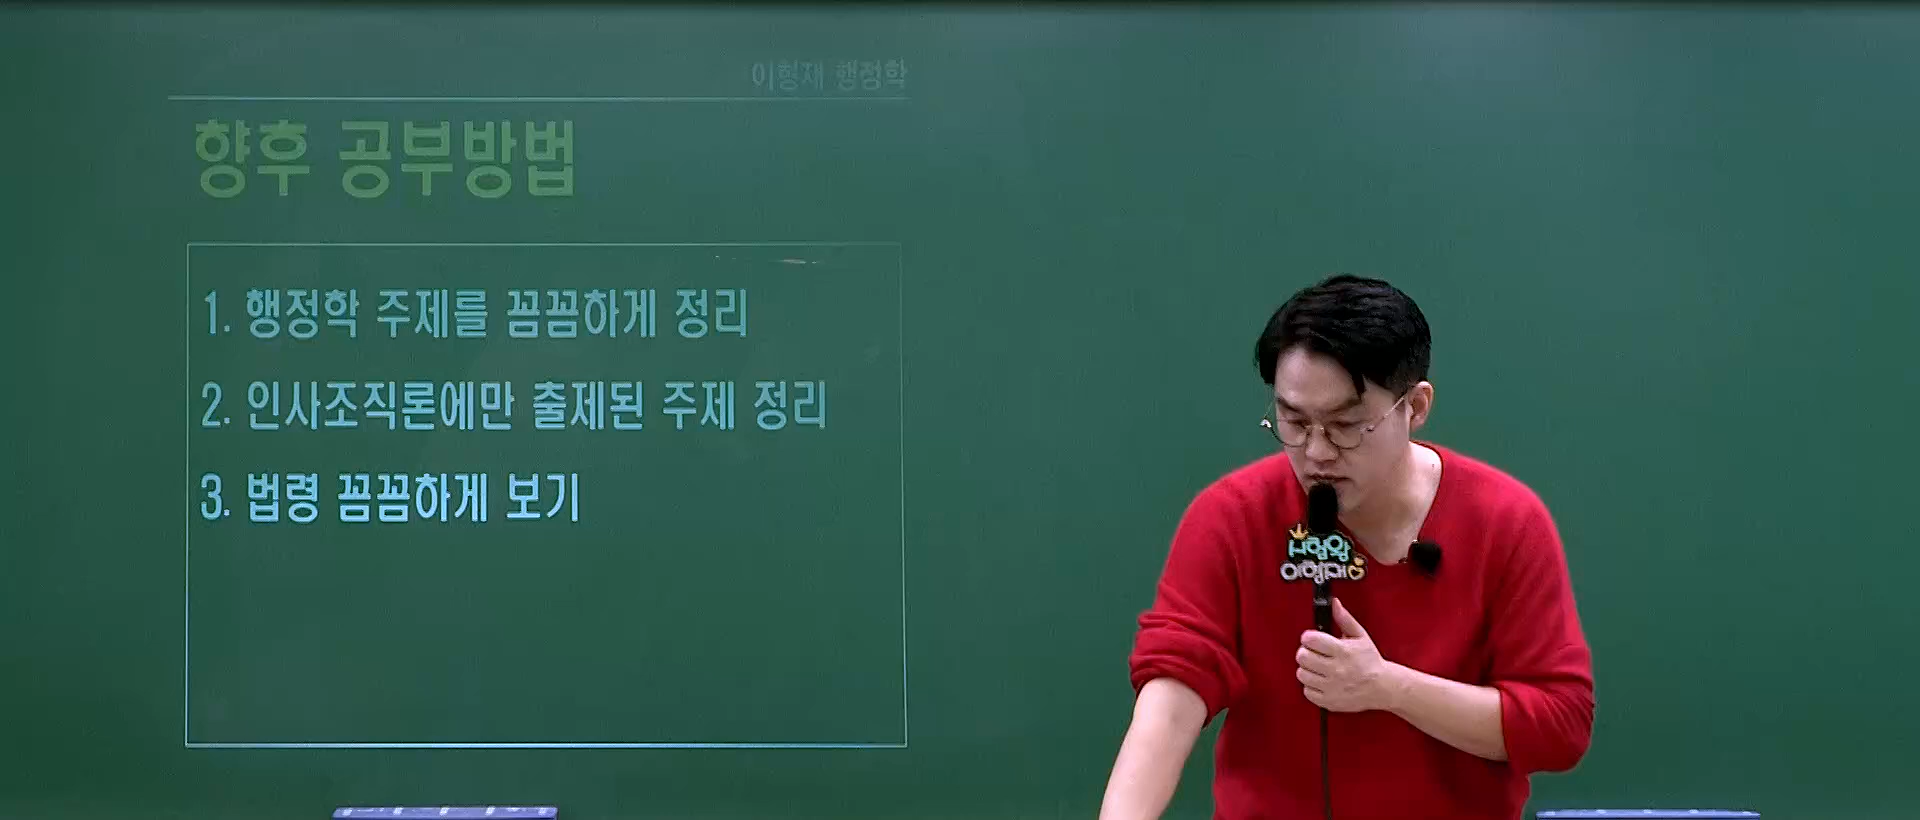 이형재 행정학
향후 공부방법
1. 행정학 주제를 꼼꼼하게 정리
2. 인사조직론에만 출제된 주제 정리
3. 법령 꼼꼼하게 보기
시험왕
이형재